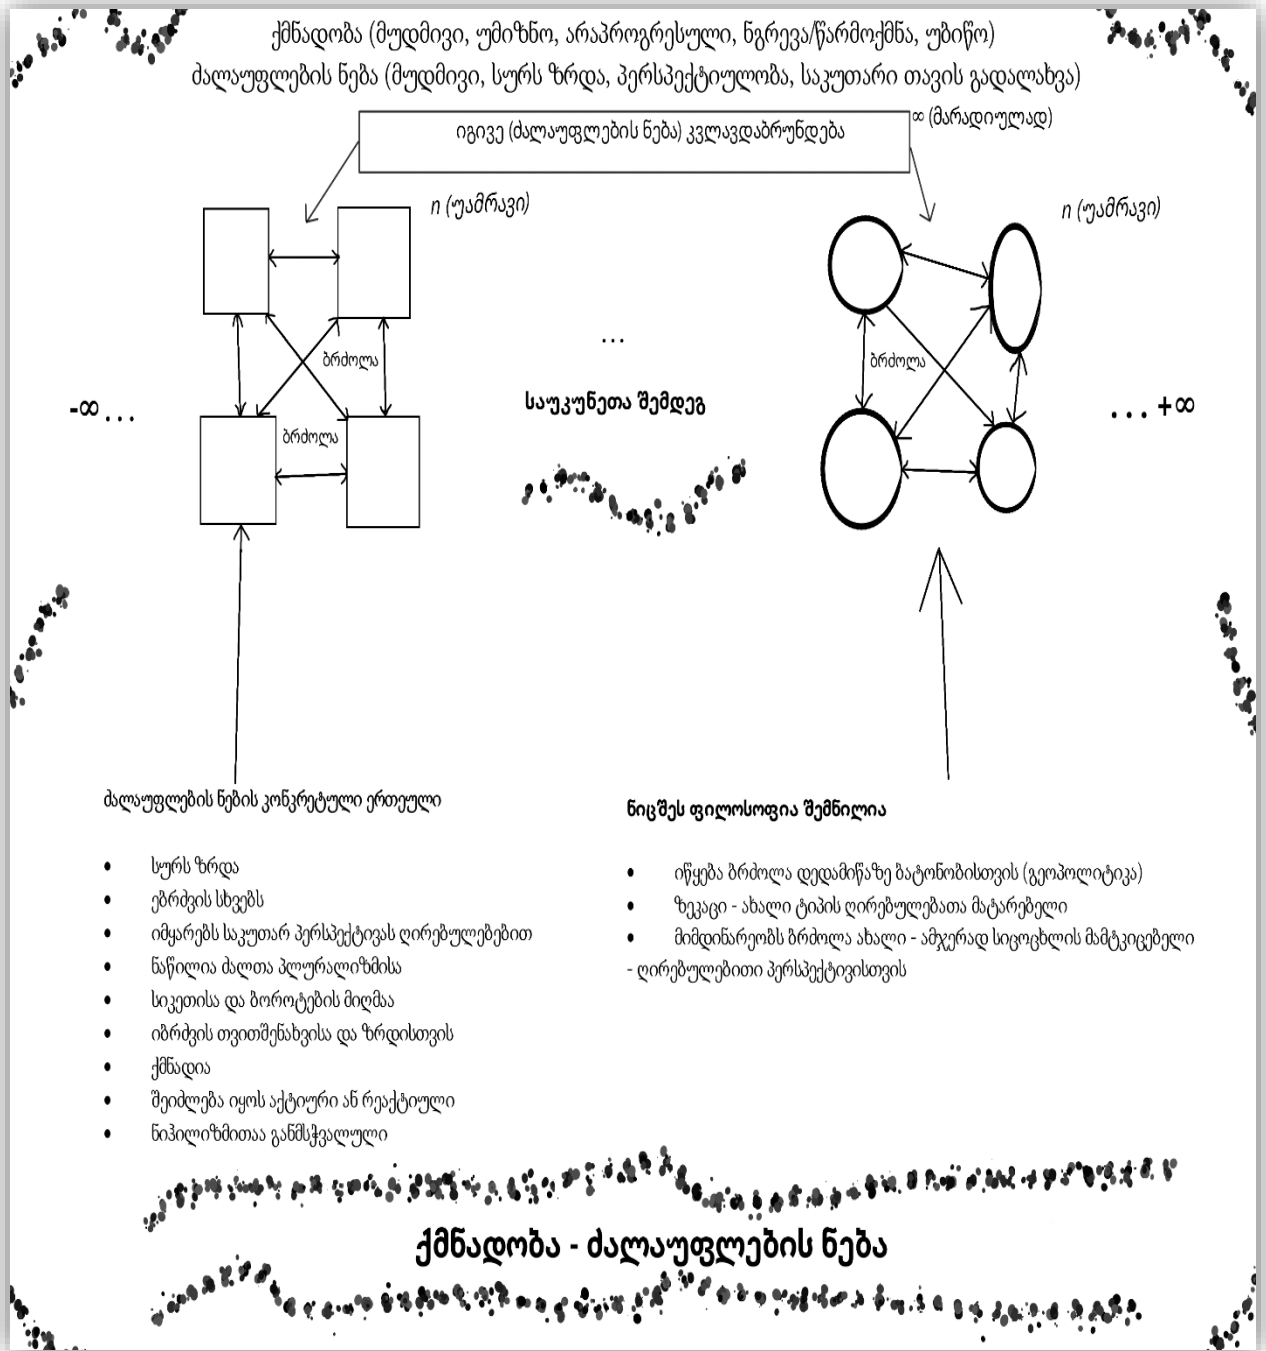 ქმნადობა (მუდმივი, უმიზნო, არაპროგრესული, ნგრევა/წარმოქმნა, უბიწო)
ძალაუფლების ნება (მუდმივი, სურს ზრდა, პერსპექტიულობა, საკუთარი თავის გადალახვა)
იგივე (ძალაუფლების ნება) კვლავდაბრუნდება
∞ (მარადიულად)
n (უამრავი)
n (უამრავი)
ბრძოლა
ბრძოლა
ბრძოლა
-∞ . . .
. . .
საუკუნეთა შემდეგ
. . . +∞
ძალაუფლების ნების კონკრეტული ერთეული
• სურს ზრდა
• ებრძვის სხვებს
• იმყარებს საკუთარ პერსპექტივას ღირებულებებით
• ნაწილია ძალთა პლურალიზმისა
• სიკეთისა და ბოროტების მიღმაა
• იბრძვის თვითშენახვისა და ზრდისთვის
• ქმნადია
• შეიძლება იყოს აქტიური ან რეაქტიული
• ნიჰილიზმითაა განმსჭვალული
ნიცშეს ფილოსოფია შემნილია
• იწყება ბრძოლა დედამიწაზე ბატონობისთვის (გეოპოლიტიკა)
• ზეკაცი - ახალი ტიპის ღირებულებათა მატარებელი
• მიმდინარეობს ბრძოლა ახალი - ამჯერად სიცოცხლის მამტკიცებელი
- ღირებულებითი პერსპექტივისთვის
ქმნადობა - ძალაუფლების ნება